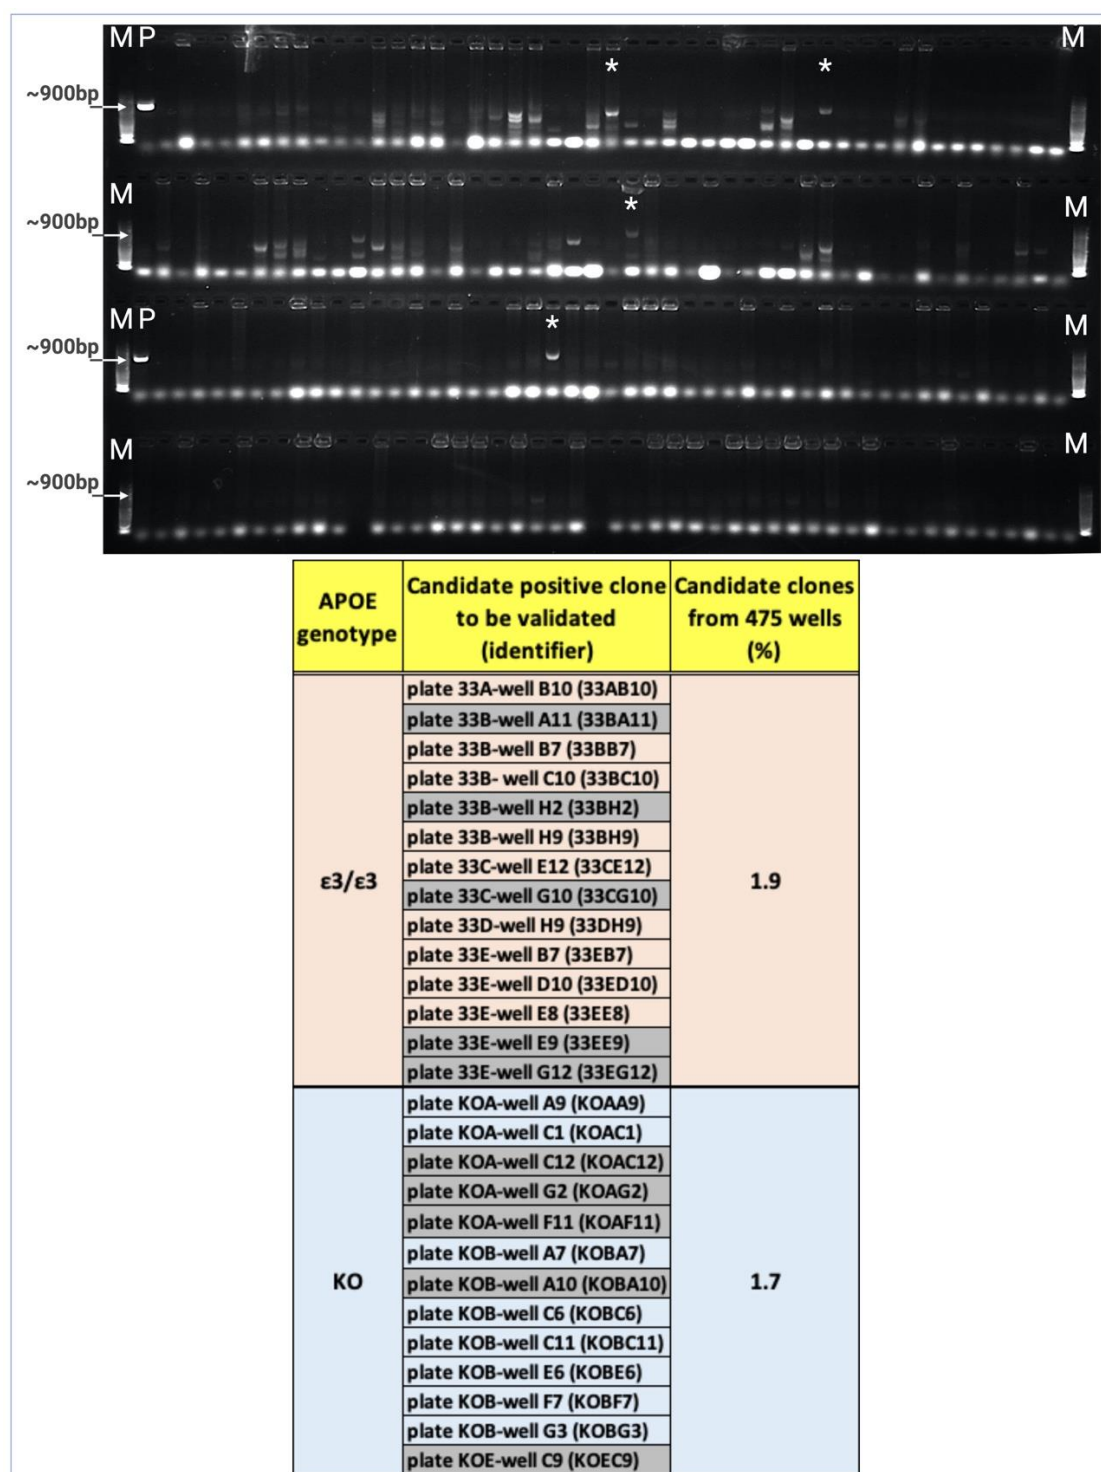 M P M
* *
~900bp
M M
*
~900bp
M P M
*
~900bp
M M
~900bp
APOE genotype
Candidate positive clone to be validated (identifier)
Candidate clones from 475 wells (%)
ε3/ε3
plate 33A-well B10 (33AB10)
plate 33B-well A11 (33BA11)
plate 33B-well B7 (33BB7)
plate 33B- well C10 (33BC10)
plate 33B-well H2 (33BH2)
plate 33B-well H9 (33BH9)
plate 33C-well E12 (33CE12)
plate 33C-well G10 (33CG10)
plate 33D-well H9 (33DH9)
plate 33E-well B7 (33EB7)
plate 33E-well D10 (33ED10)
plate 33E-well E8 (33EE8)
plate 33E-well E9 (33EE9)
plate 33E-well G12 (33EG12)
1.9
KO
plate KOA-well A9 (KOAA9)
plate KOA-well C1 (KOAC1)
plate KOA-well C12 (KOAC12)
plate KOA-well G2 (KOAG2)
plate KOA-well F11 (KOAF11)
plate KOB-well A7 (KOBA7)
plate KOB-well A10 (KOBA10)
plate KOB-well C6 (KOBC6)
plate KOB-well C11 (KOBC11)
plate KOB-well E6 (KOBE6)
plate KOB-well F7 (KOBF7)
plate KOB-well G3 (KOBG3)
plate KOE-well C9 (KOEC9)
1.7